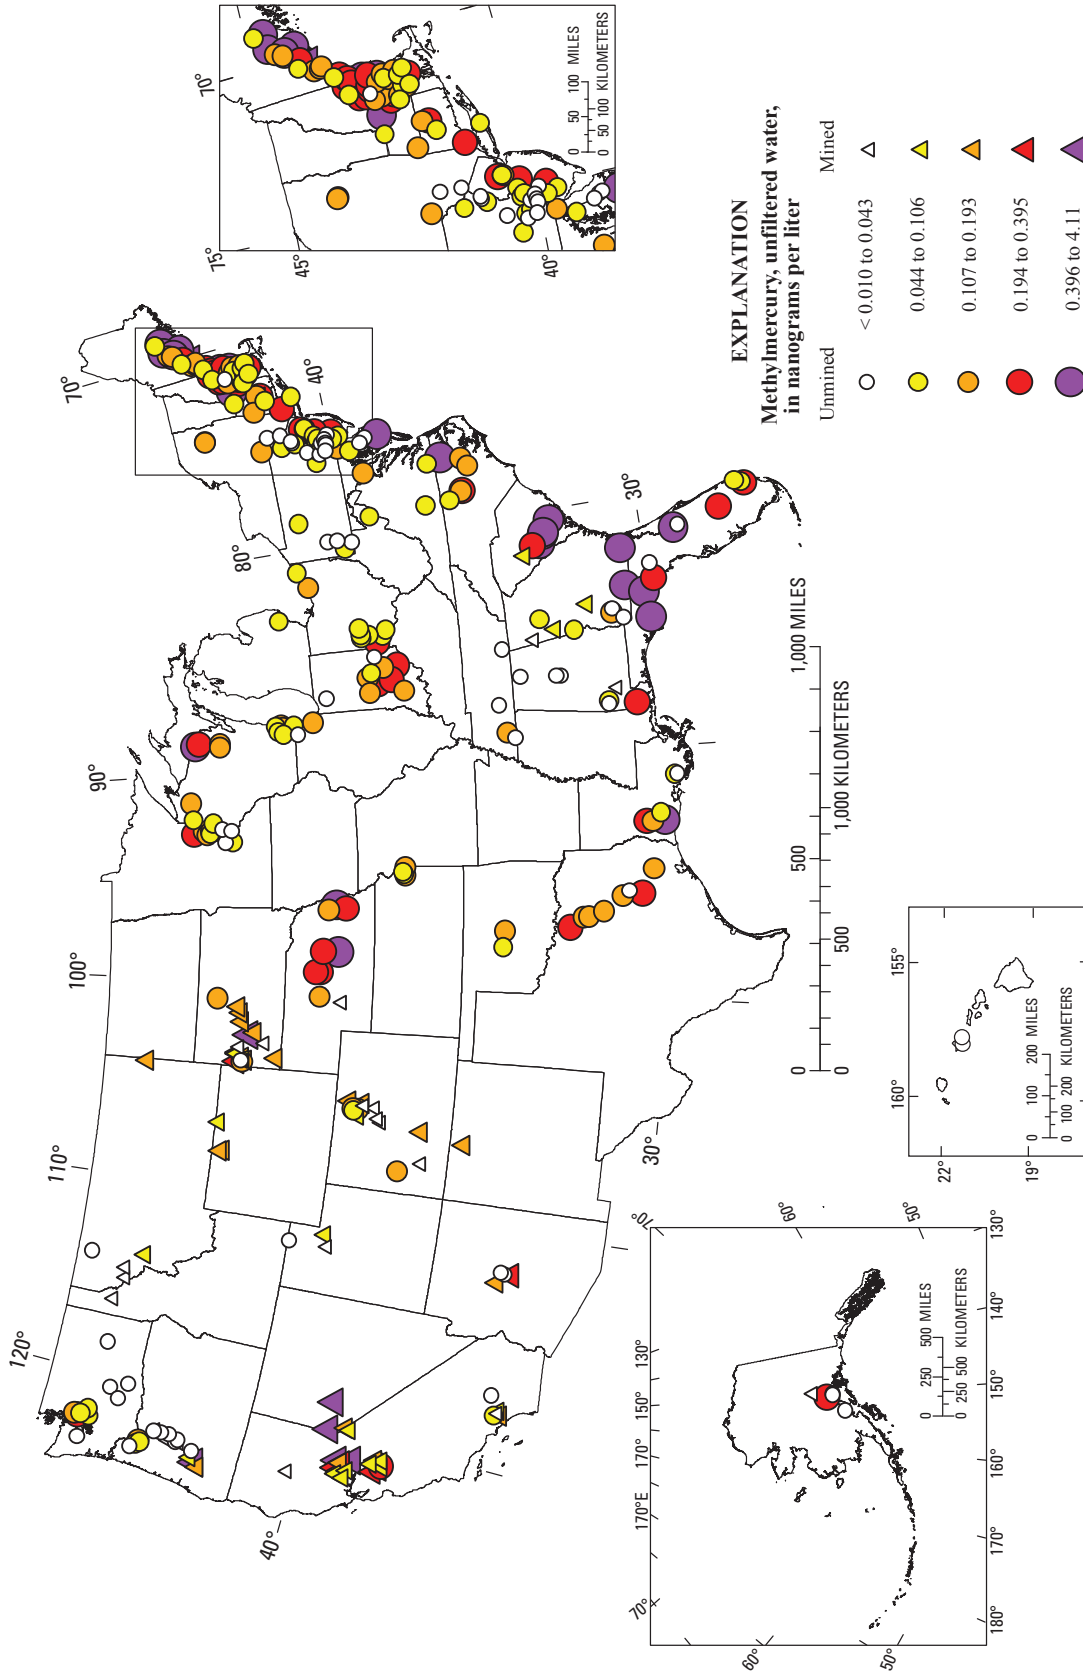 EXPLANATION
Methylmercury, unfiltered water,
in nanograms per liter
Unmined Mined
< 0.010 to 0.043
0.044 to 0.106
0.107 to 0.193
0.194 to 0.395
0.396 to 4.11
120°
110°
100°
90°
80°
70°
40°
30°
40°
30°
0 500 1,000 MILES
0 500 1,000 KILOMETERS
75°
70°
45°
40°
0 50 100 MILES
0 50 100 KILOMETERS
70°
60°
50°
130°
140°
150°
160°
170°
180°
50°
60°
70°
170°E
170°
150°
130°
0 250 500 MILES
0 250 500 KILOMETERS
160°
155°
22°
19°
0 100 200 MILES
0 100 200 KILOMETERS